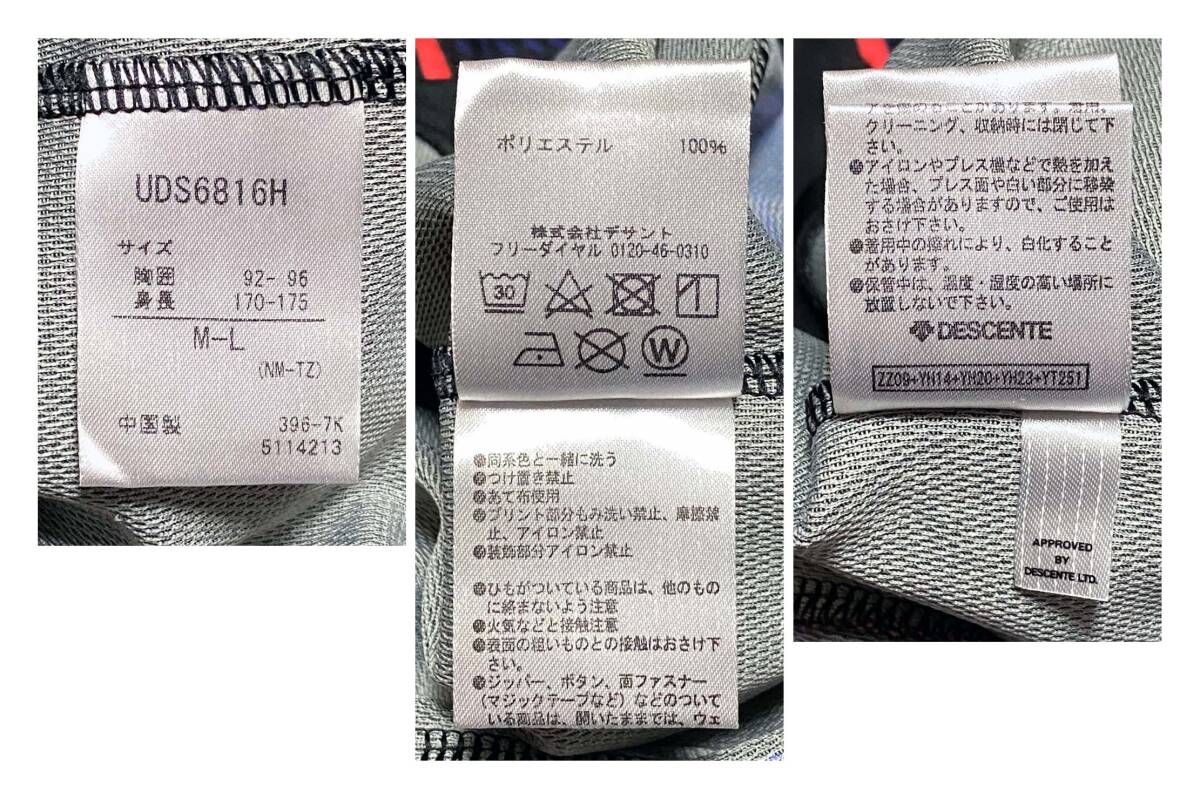 UDS6816H
サイズ
胸囲 92- 96
身長 170-175
M-L
(NM-TZ)
中国製 396-7K
5114213
ポリエステル 100%
株式会社デサント
フリーダイヤル 0120-46-0310
30
W
●同系色と一緒に洗う
●つけ置き禁止
●あて布使用
●プリント部分もみ洗い禁止、摩擦禁
止、アイロン禁止
●装飾部分アイロン禁止
●ひもがついている商品は、他のもの
に絡まないよう注意
●火気などと接触注意
●表面の粗いものとの接触はおさけ下
さい。
●ジッパー、ボタン、面ファスナー
(マジックテープなど)などのついて
いる商品は、開いたままでは、ウェ
アを傷めることがあります。着用、
クリーニング、収納時には閉じて下
さい。
●アイロンやプレス機などで熱を加え
た場合、プレス面や白い部分に移染
する場合がありますので、ご使用は
おさけ下さい。
●着用中の擦れにより、白化すること
があります。
●保管中は、温度・湿度の高い場所に
放置しないで下さい。
DESCENTE
ZZ09+YH14+YH20+YH23+YT251
APPROVED
BY
DESCENTE LTD.